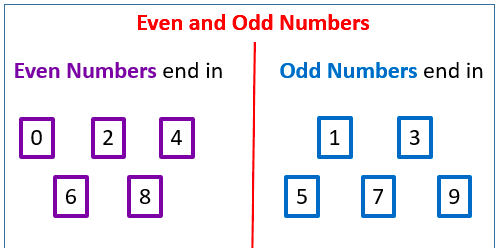 Even and Odd Numbers
Even Numbers end in
0 2 4
6 8
Odd Numbers end in
1 3
5 7 9